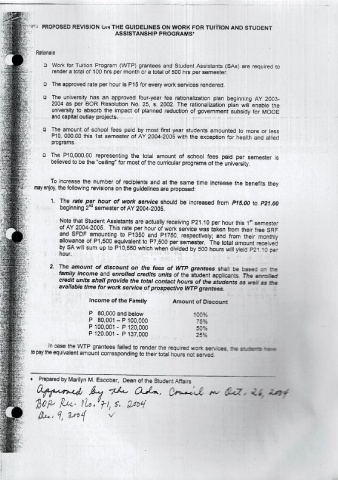 PROPOSED REVISION ON THE GUIDELINES ON WORK FOR TUITION AND STUDENT
ASSISTANSHIP PROGRAMS*
Rationale
Work for Tuition Program (WTP) grantees and Student Assistants (SAs) are required to
render a total of 100 hrs per month or a total of 500 hrs per semester.
The approved rate per hour is P15 for every work services rendered.
The university has an approved four-year fee rationalization plan beginning AY 2003-
2004 as per BOR Resolution No. 25, s. 2002. The rationalization plan will enable the
university to absorb the impact of planned reduction of government subsidy for MOOE
and capital outlay projects.
The amount of school fees paid by most first year students amounted to more or less
P10, 000.00 this 1st semester of AY 2004-2005 with the exception for health and allied
programs.
The P10,000.00 representing the total amount of school fees paid per semester is
believed to be the "ceiling" for most of the curricular programs of the university.
To increase the number of recipients and at the same time increase the benefits they
may enjoy, the following revisions on the guidelines are proposed:
1. The rate per hour of work service should be increased from P15.00 to P21.00
beginning 2nd semester of AY 2004-2005.
Note that Student Assistants are actually receiving P21.10 per hour this 1st semester
of AY 2004-2005. This rate per hour of work service was taken from their free SRF
and SFDF amounting to P1350 and P1750, respectively; and from their monthly
allowance of P1,500 equivalent to P7,500 per semester. The total amount received
by SA will sum up to P10,550 which when divided by 500 hours will yield P21.10 per
hour.
2. The amount of discount on the fees of WTP grantees shall be based on the
family income and enrolled credits units of the student applicants. The enrolled
credit units shall provide the total contact hours of the students as well as the
available time for work service of prospective WTP grantees.
Income of the Family Amount of Discount
P 80,000 and below 100%
P 80,001 – P 100,000 75%
P 100,001 - P 120,000 50%
P 120.001 - P 137,000 25%
In case the WTP grantees failed to render the required work services, the students have
to pay the equivalent amount corresponding to their total hours not served.
* Prepared by Marilyn M. Escobar, Dean of the Student Affairs
Approved by the Adm. Council on Oct. 26, 2004
BOR Res. No. 71, s. 2004
Dec. 9, 2004